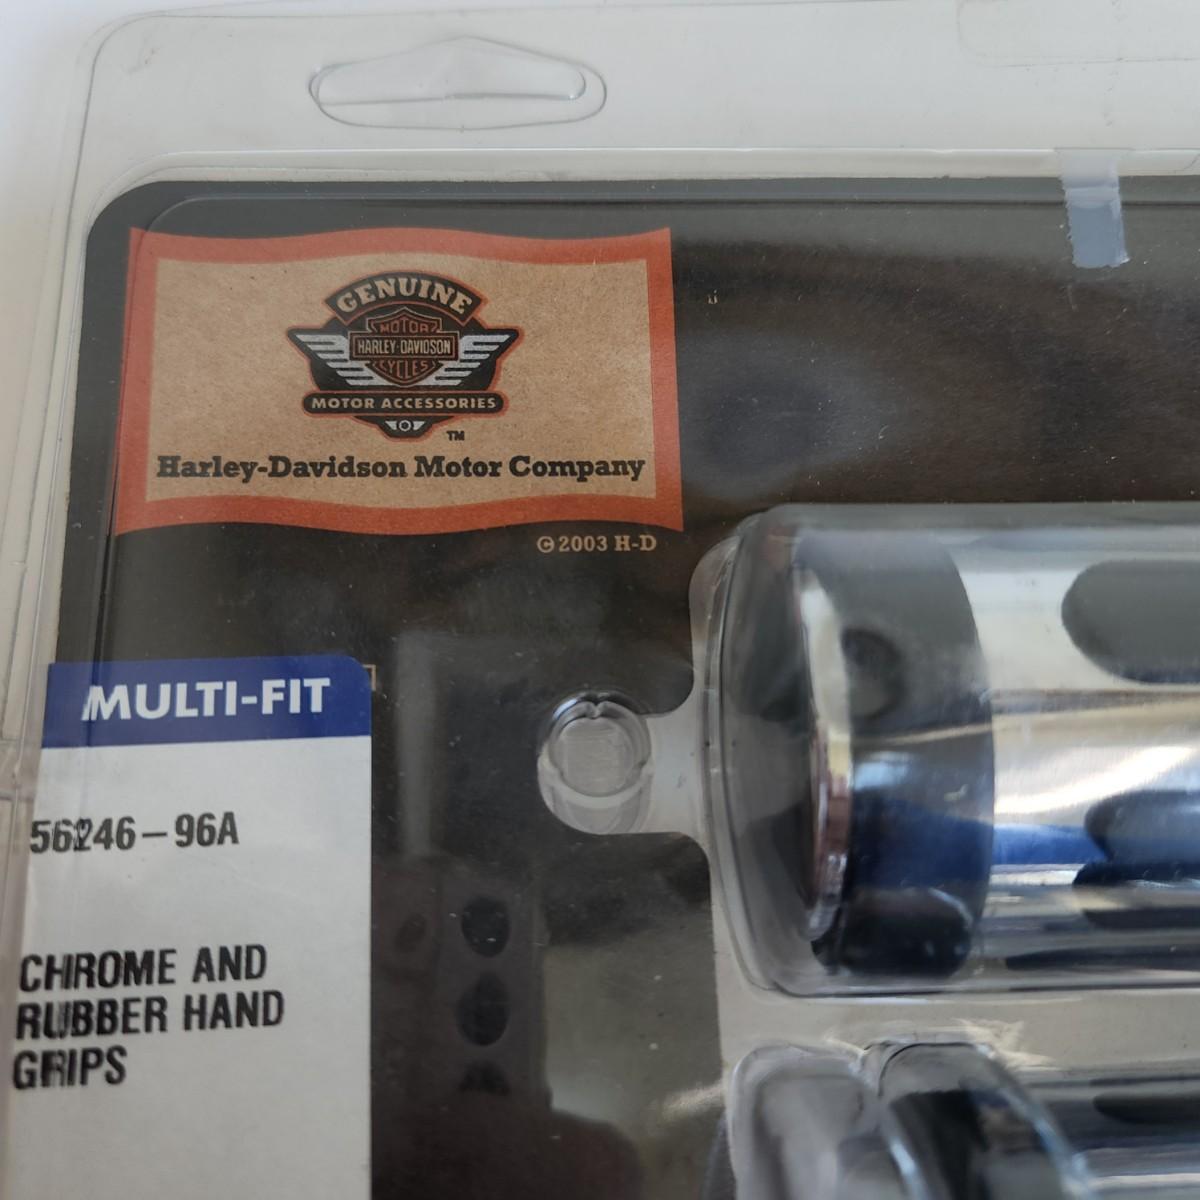 GENUINE
MOTOR
HARLEY-DAVIDSON
CYCLES
MOTOR ACCESSORIES
TM
Harley-Davidson Motor Company
©2003 H-D
MULTI-FIT
56246-96A
CHROME AND
RUBBER HAND
GRIPS